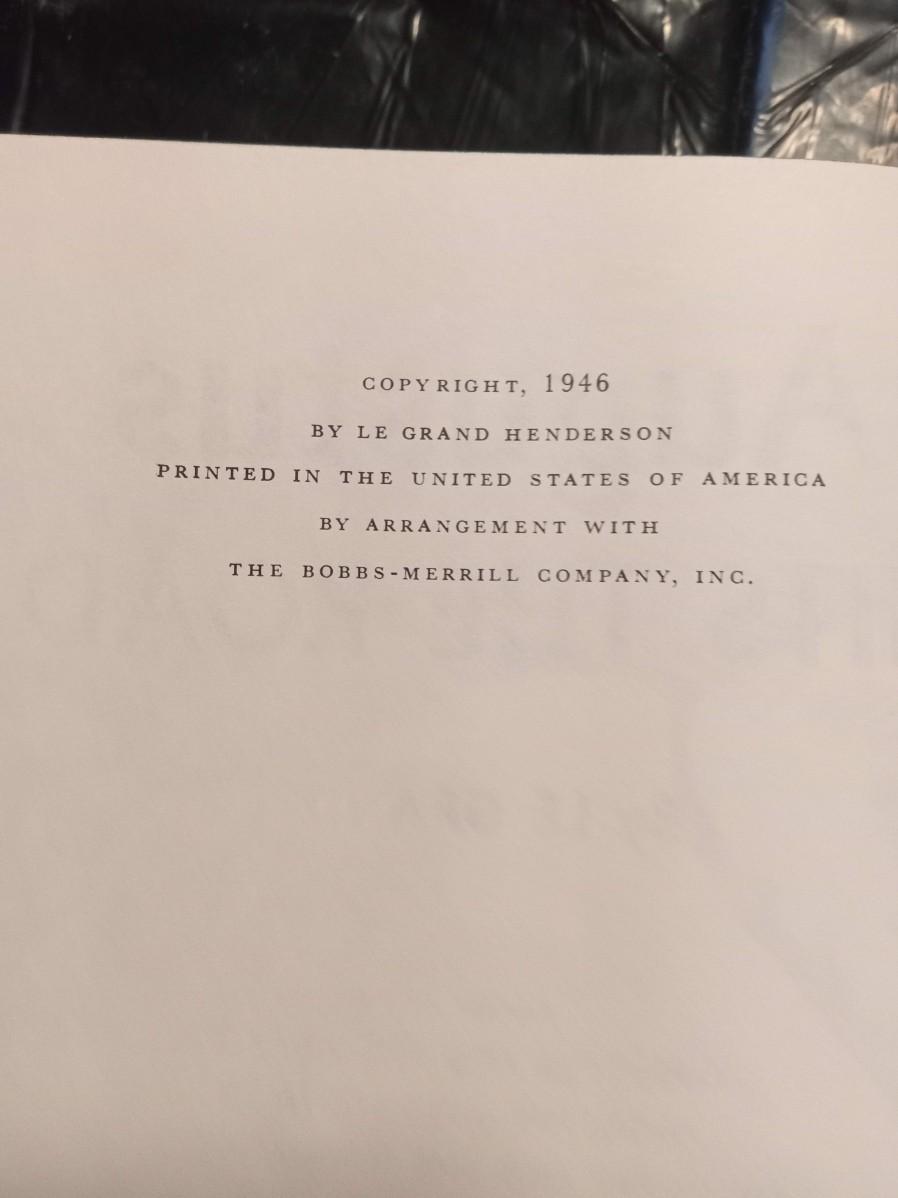 COPYRIGHT, 1946
BY LE GRAND HENDERSON
PRINTED IN THE UNITED STATES OF AMERICA
BY ARRANGEMENT WITH
THE BOBBS-MERRILL COMPANY, INC.